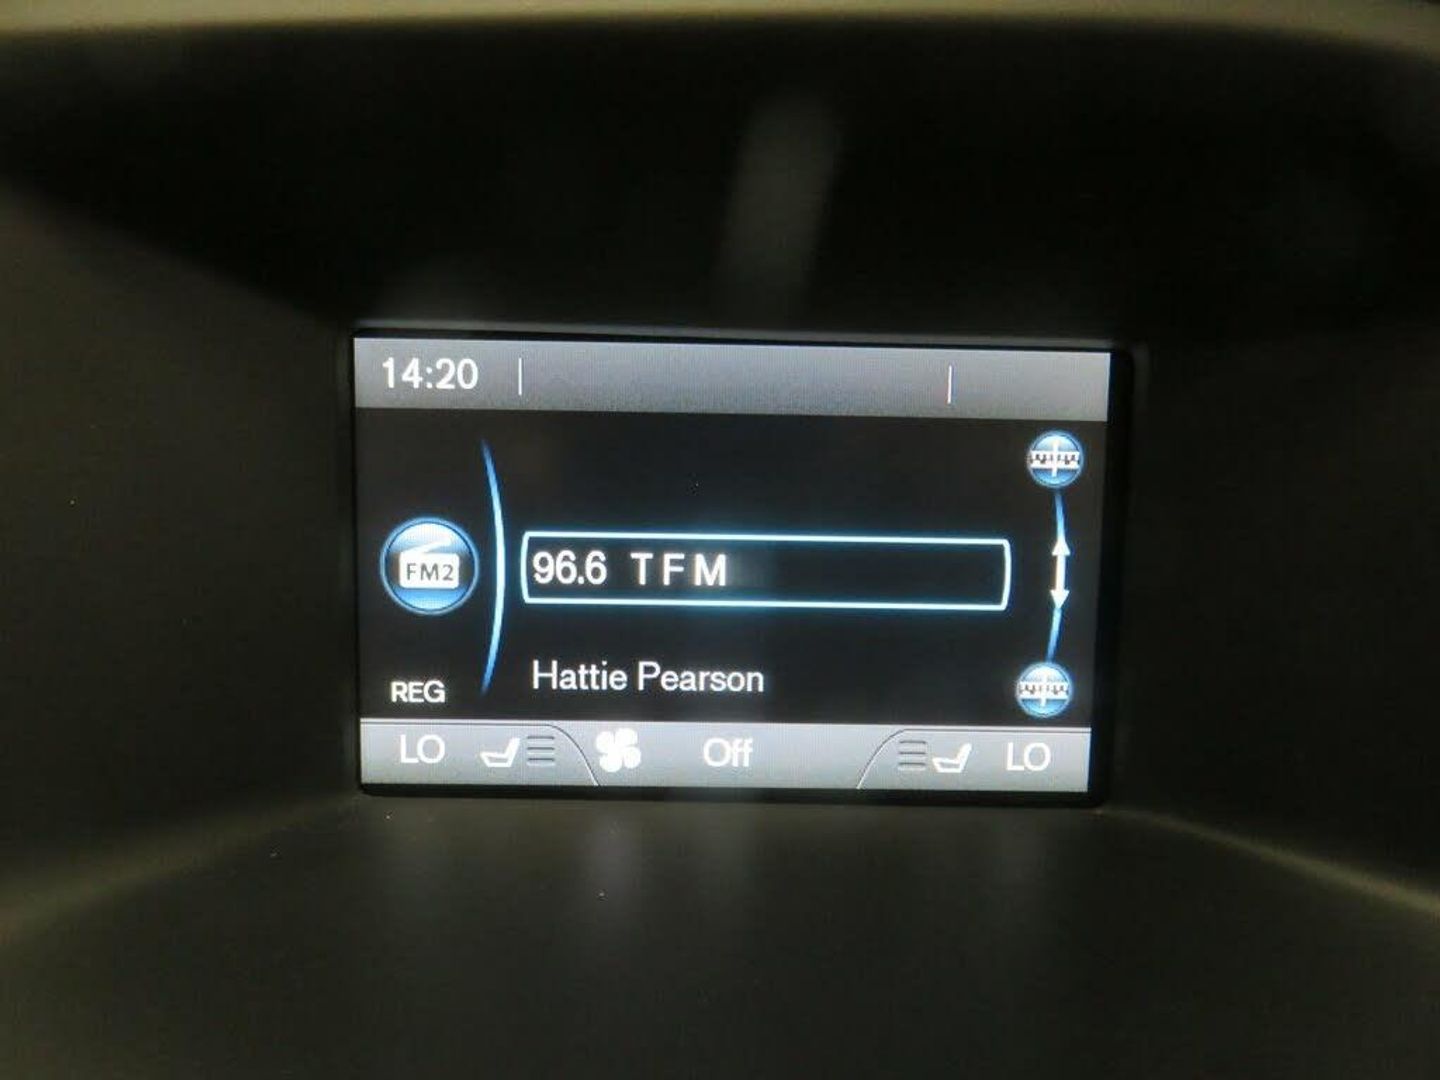 14:20
FM2
96.6 TFM
Hattie Pearson
REG
LO Off LO